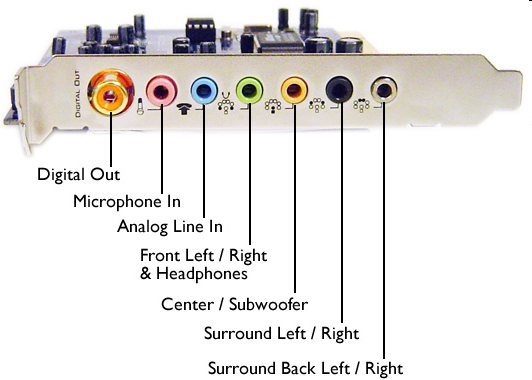 DIGITAL OUT
Digital Out
Microphone In
Analog Line In
Front Left / Right
& Headphones
Center / Subwoofer
Surround Left / Right
Surround Back Left / Right